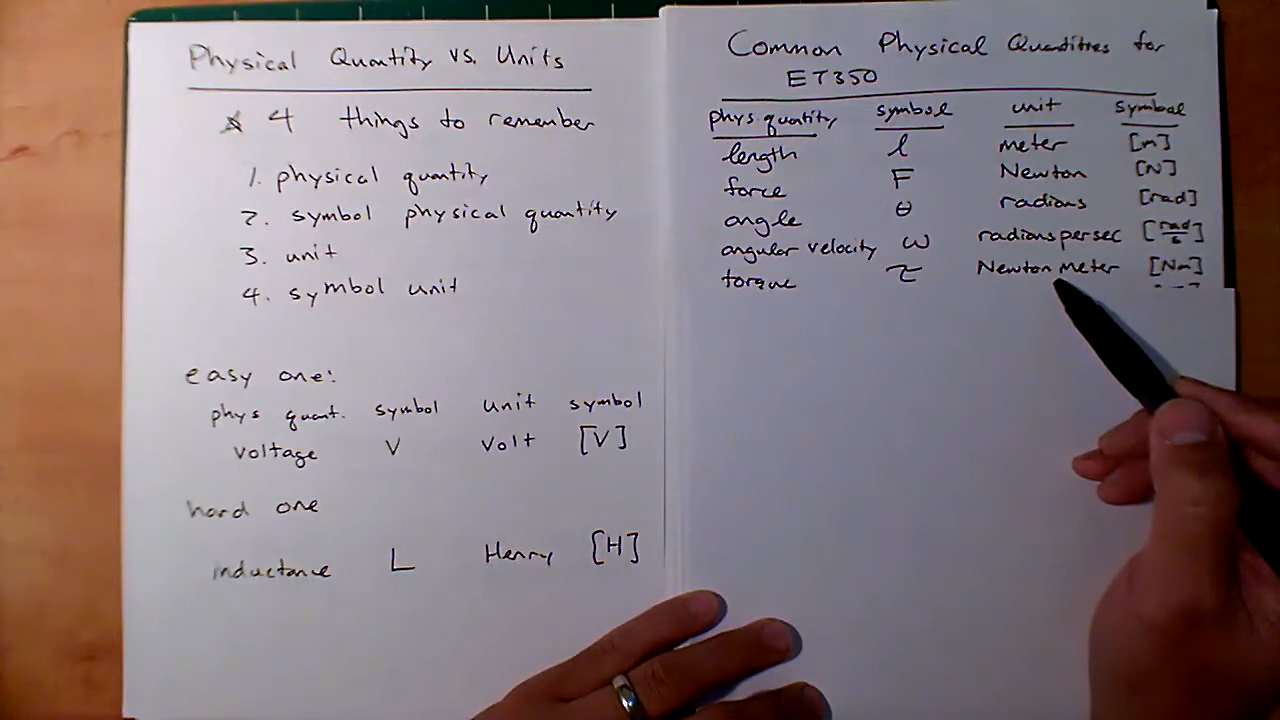 Physical Quantity vs. Units
4 things to remember
1. physical quantity
2. symbol physical quantity
3. unit
4. symbol unit
easy one:
phys quant. symbol unit symbol
voltage V Volt [V]
hard one
inductance L Henry [H]
Common Physical Quantities for
ET350
phys. quantity symbol unit symbol
length l meter [m]
force F Newton [N]
angle θ radians [rad]
angular velocity ω radians per sec [rad/s]
torque τ Newton meter [Nm]